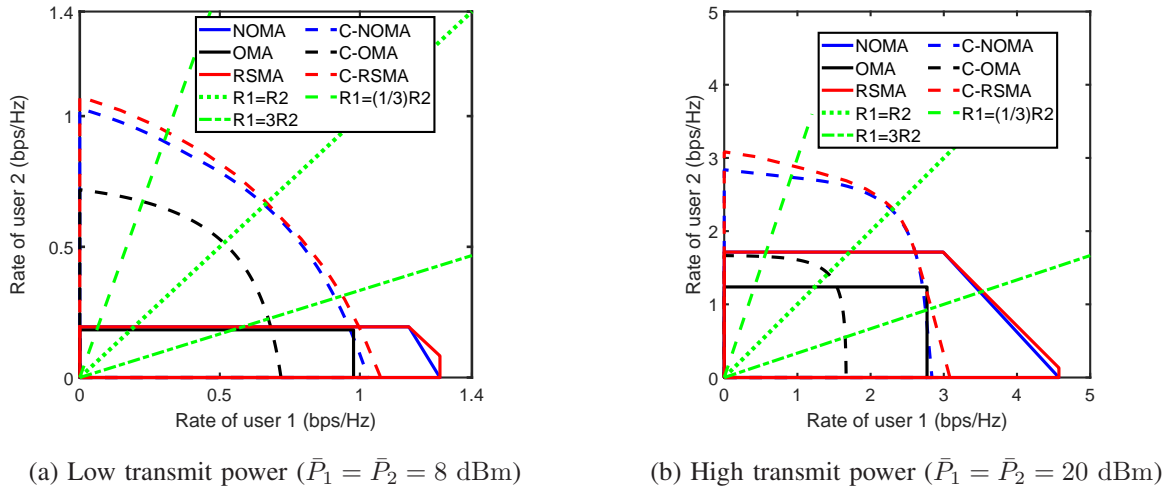 1.4
1
0.5
0
0
0.5
1
1.4
Rate of user 2 (bps/Hz)
Rate of user 1 (bps/Hz)
NOMA
C-NOMA
OMA
C-OMA
RSMA
C-RSMA
R1=R2
R1=(1/3)R2
R1=3R2
(a) Low transmit power (P̄₁ = P̄₂ = 8 dBm)
5
4
3
2
1
0
0
1
2
3
4
5
Rate of user 2 (bps/Hz)
Rate of user 1 (bps/Hz)
NOMA
C-NOMA
OMA
C-OMA
RSMA
C-RSMA
R1=R2
R1=(1/3)R2
R1=3R2
(b) High transmit power (P̄₁ = P̄₂ = 20 dBm)